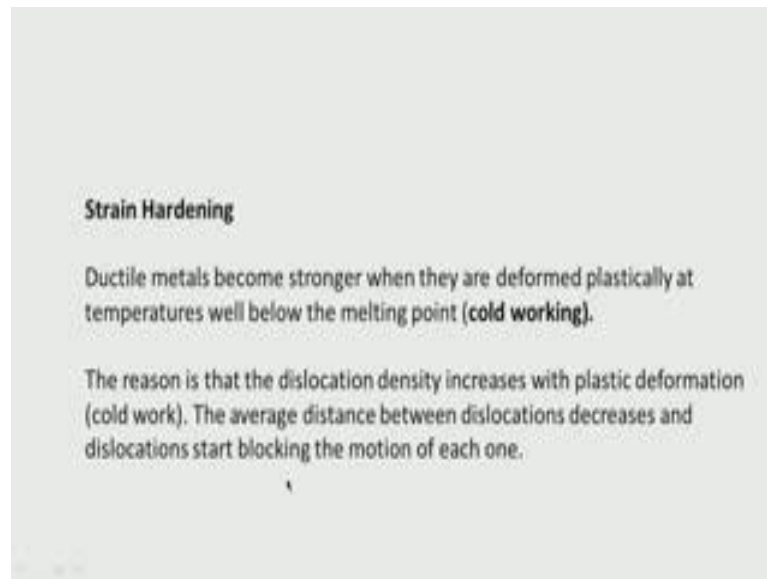 Strain Hardening
Ductile metals become stronger when they are deformed plastically at
temperatures well below the melting point (cold working).
The reason is that the dislocation density increases with plastic deformation
(cold work). The average distance between dislocations decreases and
dislocations start blocking the motion of each one.